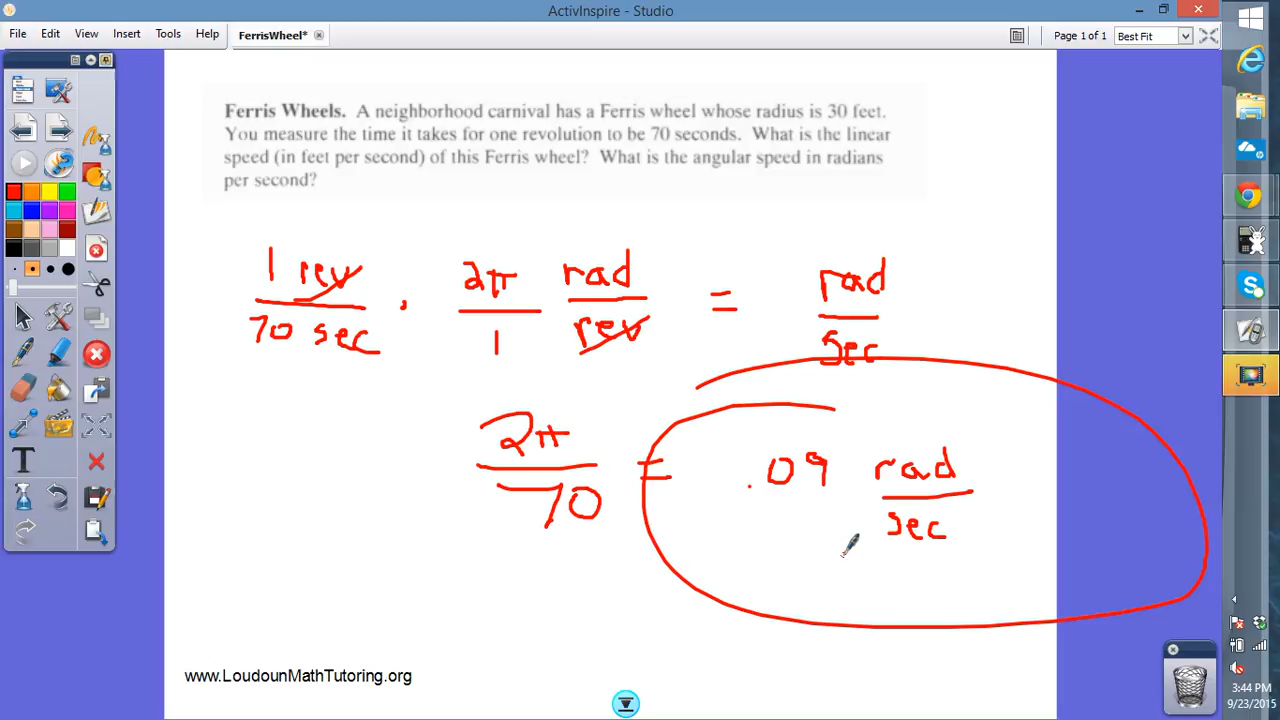 ActivInspire - Studio
File Edit View Insert Tools Help FerrisWheel* Page 1 of 1 Best Fit
Ferris Wheels. A neighborhood carnival has a Ferris wheel whose radius is 30 feet.
You measure the time it takes for one revolution to be 70 seconds. What is the linear
speed (in feet per second) of this Ferris wheel? What is the angular speed in radians
per second?
1 rev 2π rad = rad
70 sec · 1 rev sec
2π = .09 rad
70 sec
www.LoudounMathTutoring.org
3:44 PM
9/23/2015